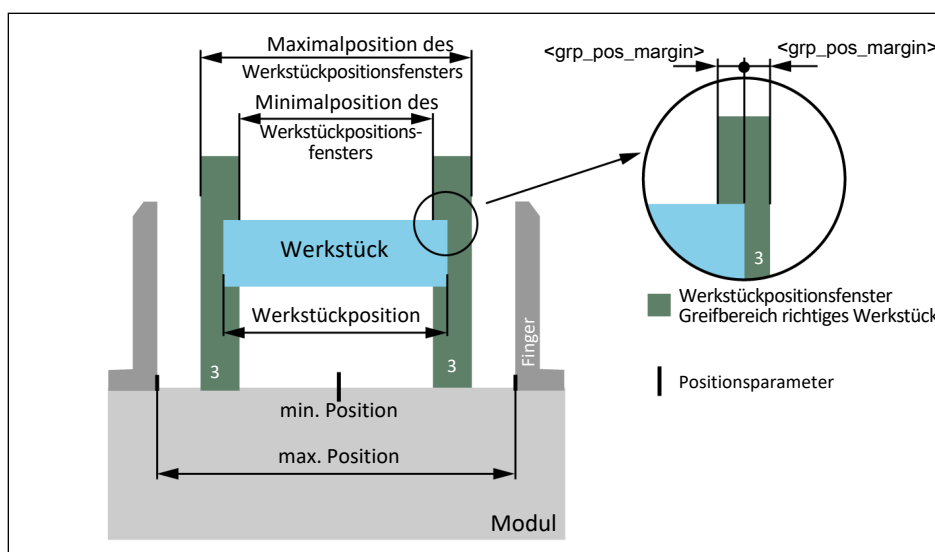 Maximalposition des
Werkstückpositionsfensters
Minimalposition des
Werkstückpositions-
fensters
Werkstück
Werkstückposition
3
3
Finger
min. Position
max. Position
Modul
<grp_pos_margin>
<grp_pos_margin>
3
Werkstückpositionsfenster
Greifbereich richtiges Werkstück
Positionsparameter